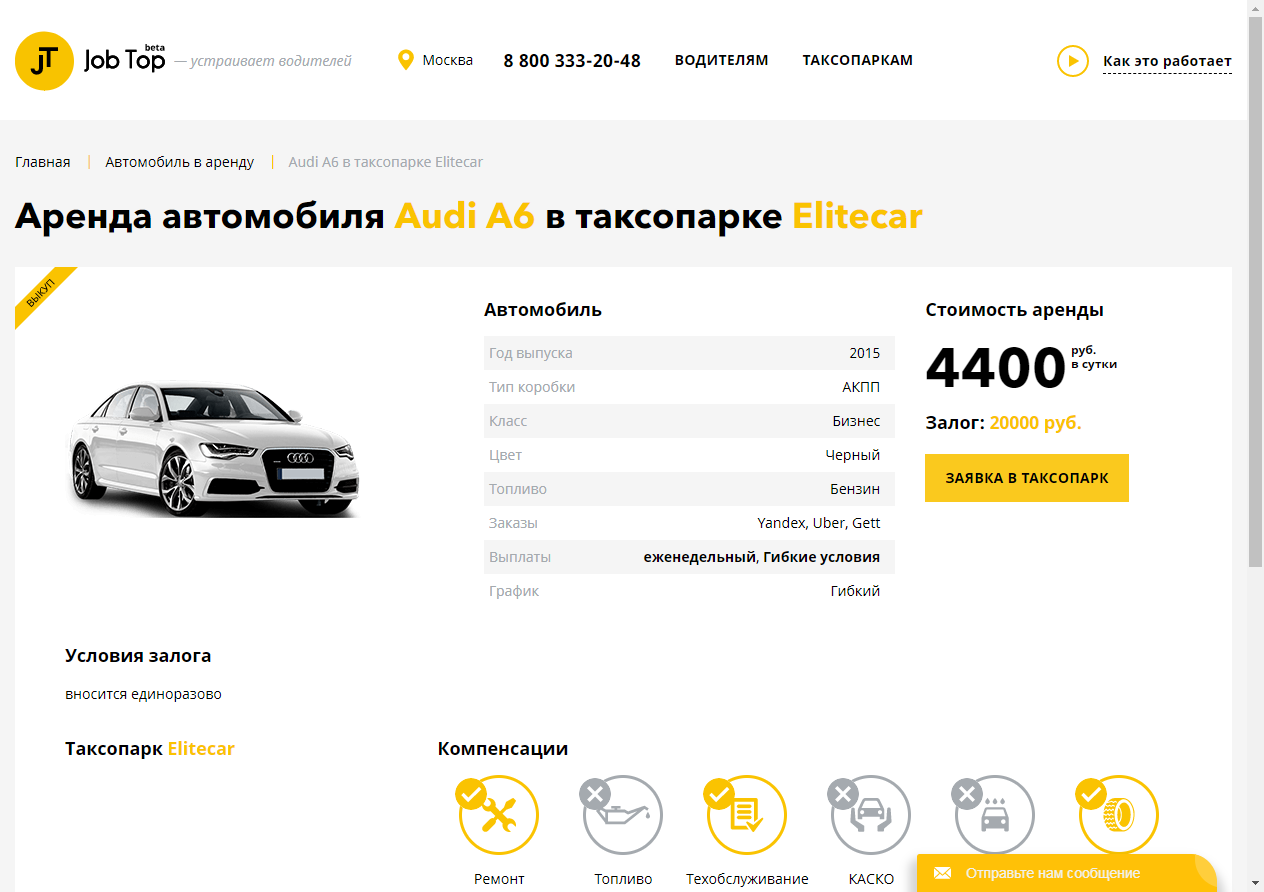 JT Job Top beta — устраивает водителей Москва 8 800 333-20-48 ВОДИТЕЛЯМ ТАКСОПАРКАМ Как это работает
Главная | Автомобиль в аренду | Audi A6 в таксопарке Elitecar
Аренда автомобиля Audi A6 в таксопарке Elitecar
ВЫКУП
Автомобиль
Год выпуска 2015
Тип коробки АКПП
Класс Бизнес
Цвет Черный
Топливо Бензин
Заказы Yandex, Uber, Gett
Выплаты еженедельный, Гибкие условия
График Гибкий
Стоимость аренды
4400 руб. в сутки
Залог: 20000 руб.
ЗАЯВКА В ТАКСОПАРК
Условия залога
вносится единоразово
Таксопарк Elitecar
Компенсации
Ремонт Топливо Техобслуживание КАСКО
Отправьте нам сообщение